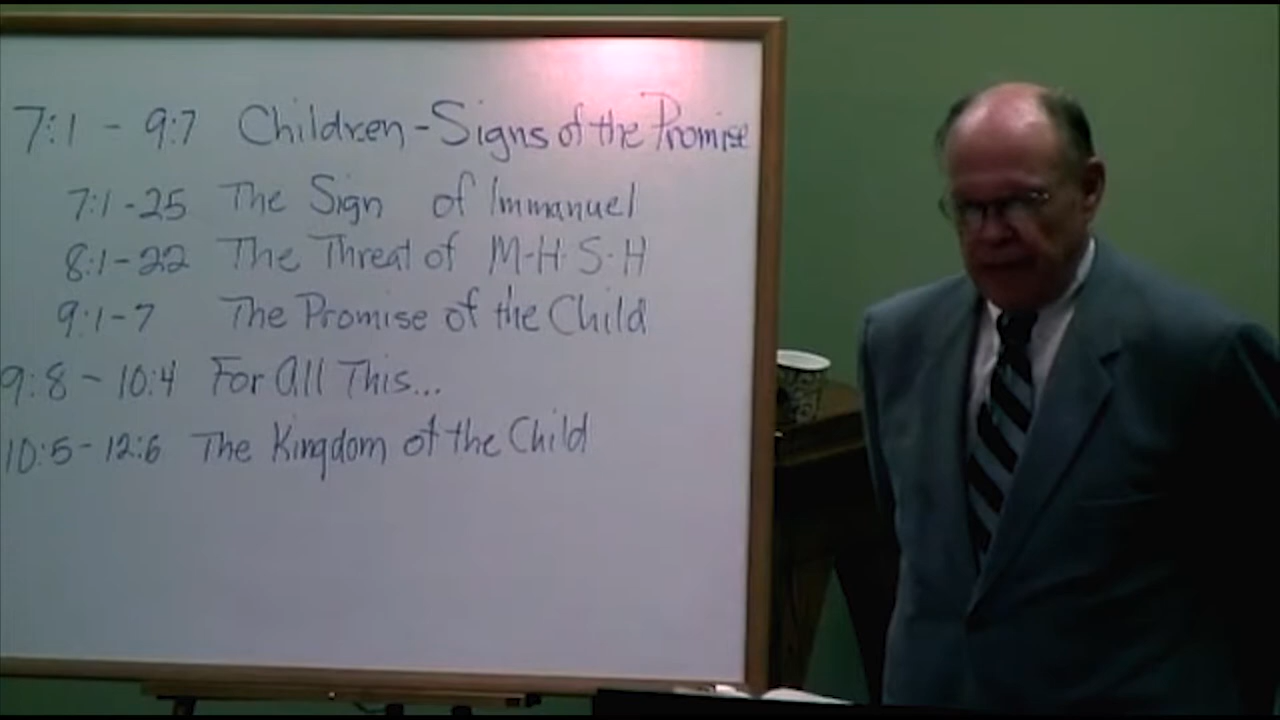 7:1 - 9:7 Children-Signs of the Promise
7:1-25 The Sign of Immanuel
8:1-22 The Threat of M-H-S-H
9:1-7 The Promise of the Child
9:8 - 10:4 For All This...
10:5-12:6 The Kingdom of the Child